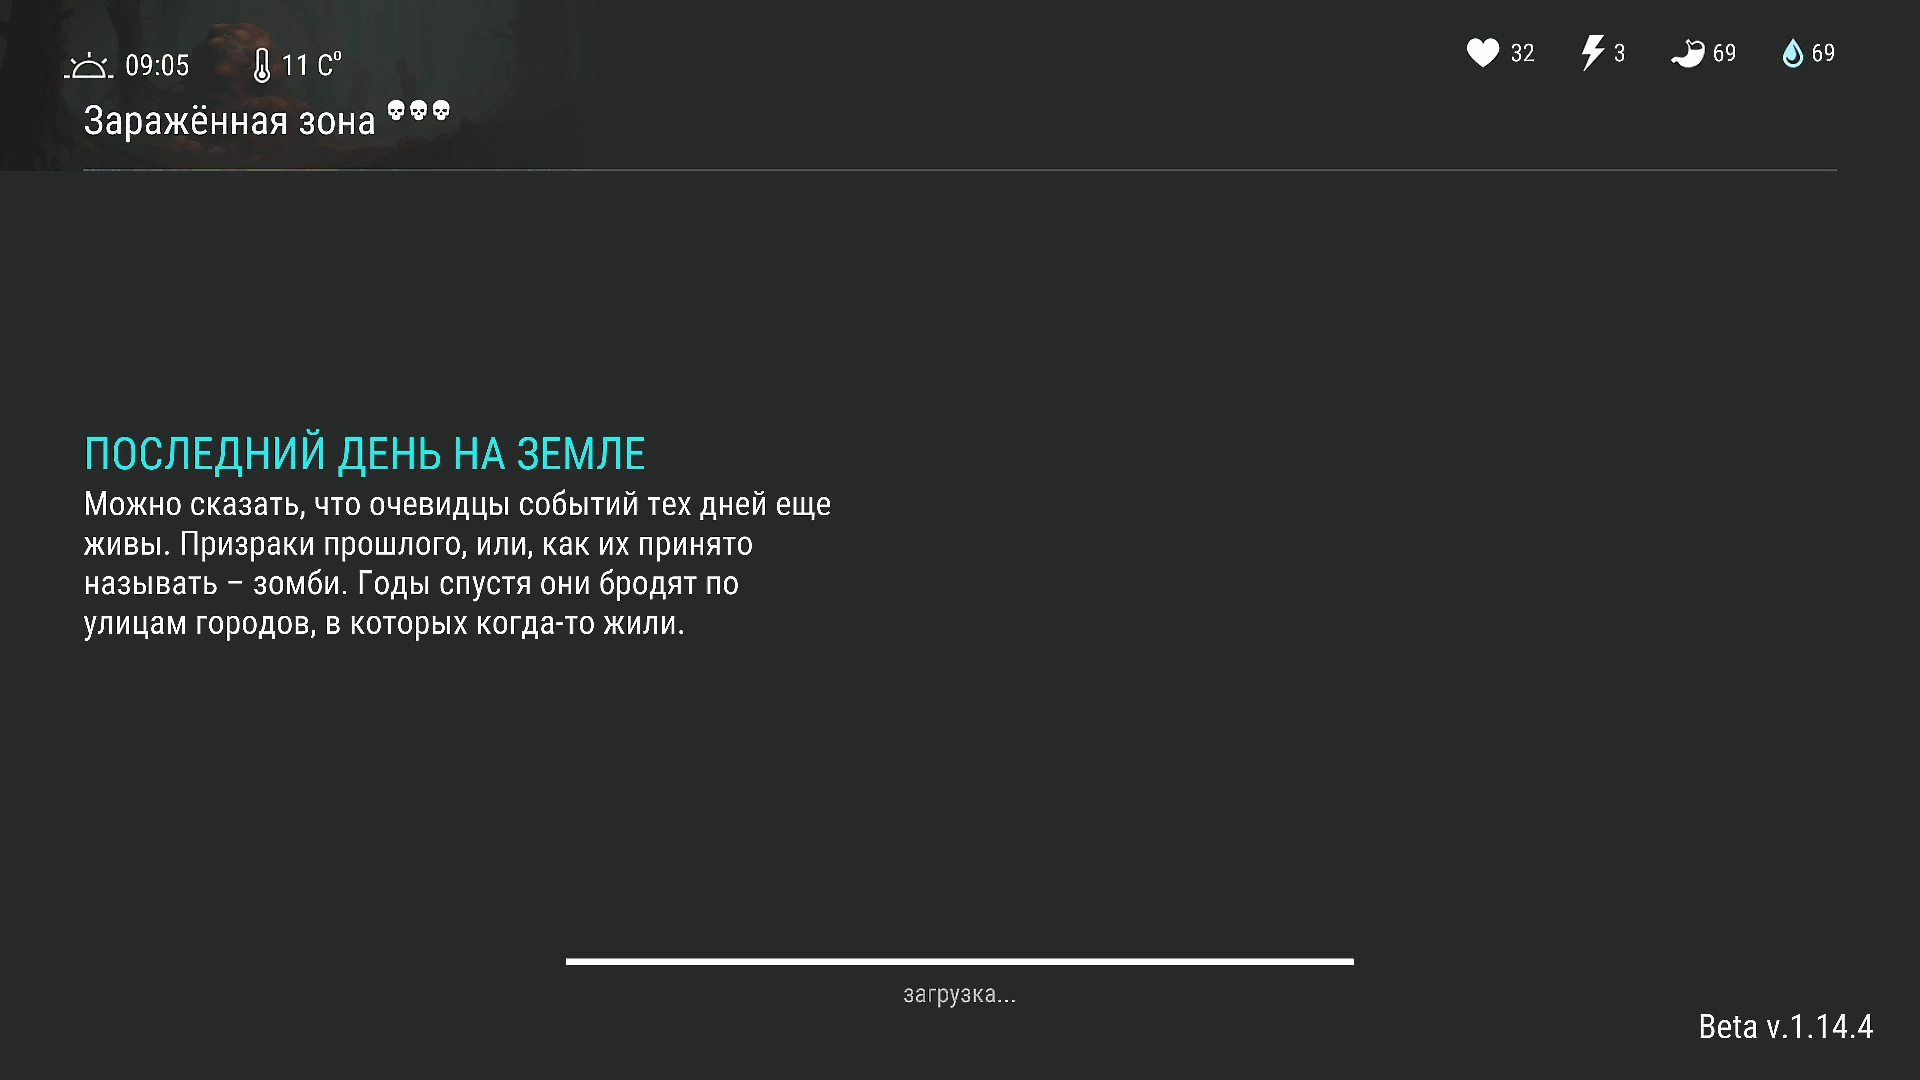 09:05 11 C⁰ 32 3 69 69
Заражённая зона
ПОСЛЕДНИЙ ДЕНЬ НА ЗЕМЛЕ
Можно сказать, что очевидцы событий тех дней еще
живы. Призраки прошлого, или, как их принято
называть – зомби. Годы спустя они бродят по
улицам городов, в которых когда-то жили.
загрузка...
Beta v.1.14.4